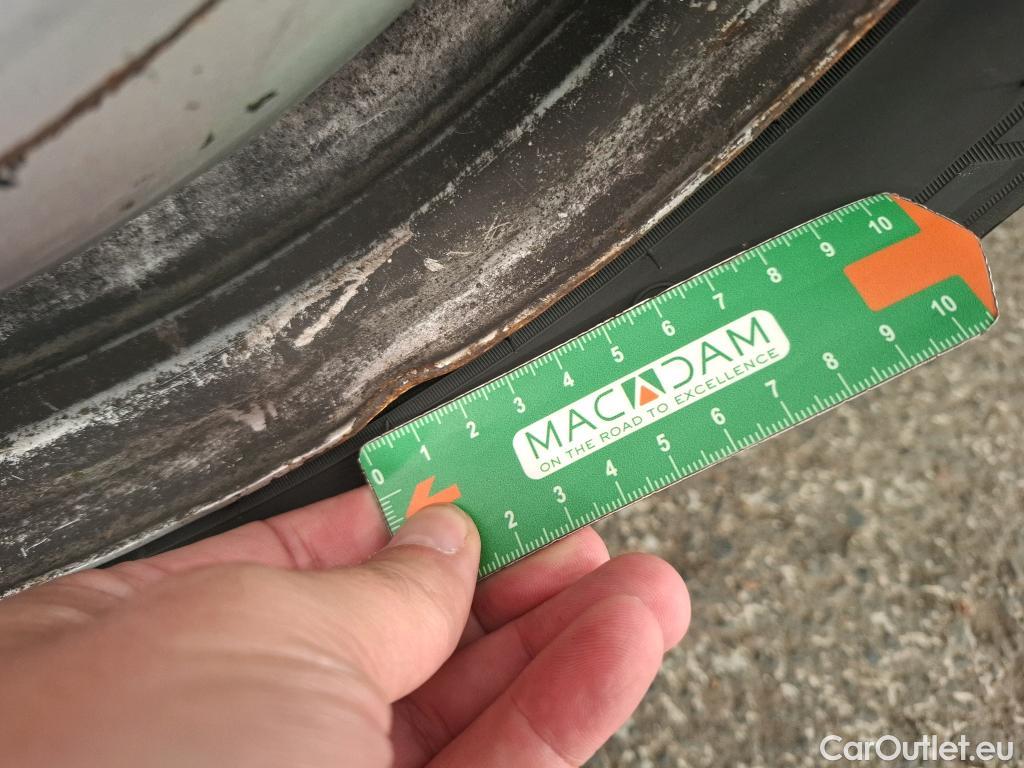 0 1 2 3 4 5 6 7 8 9 10
MACADAM
ON THE ROAD TO EXCELLENCE
2 3 4 5 6 7 8 9 10
CarOutlet.eu